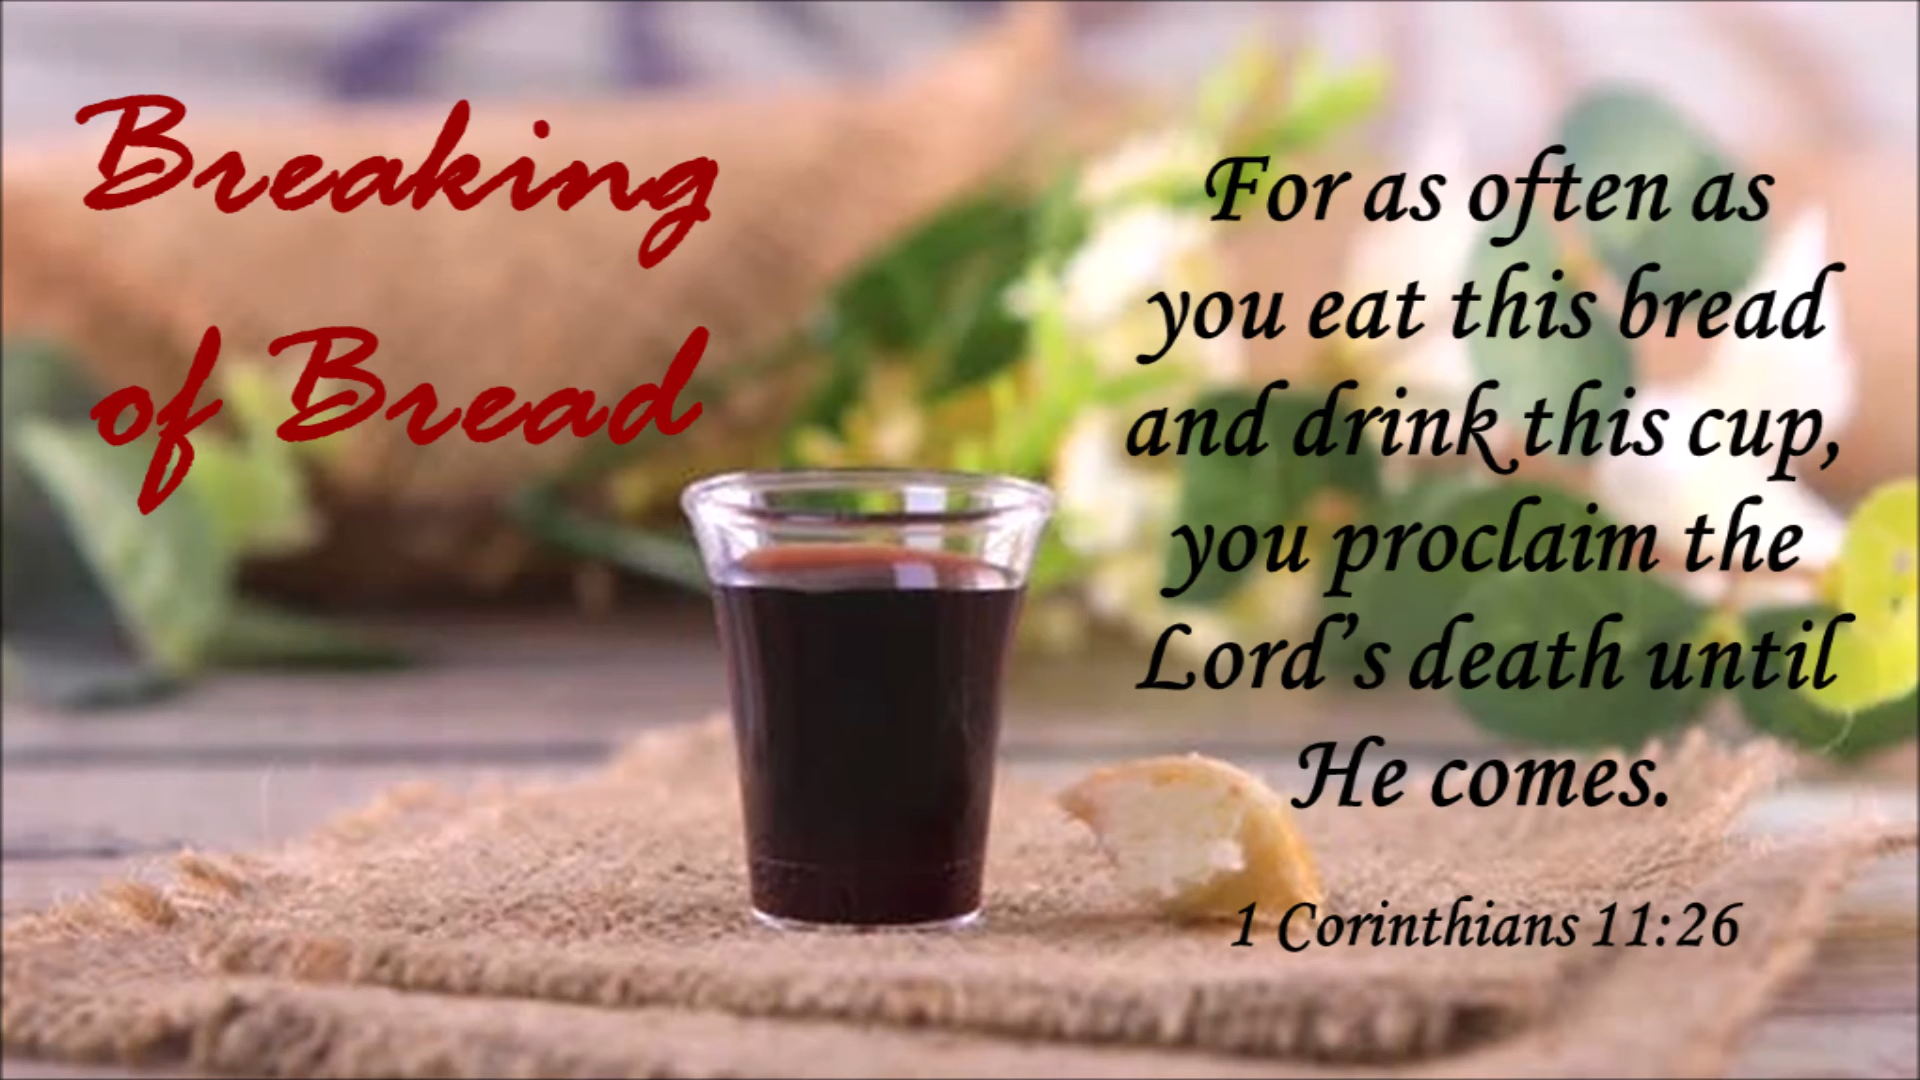 Breaking
of Bread
For as often as
you eat this bread
and drink this cup,
you proclaim the
Lord’s death until
He comes.
1 Corinthians 11:26